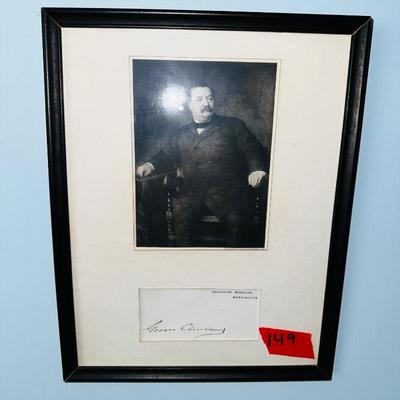 EXECUTIVE MANSION,
WASHINGTON.
Grover Cleveland
149